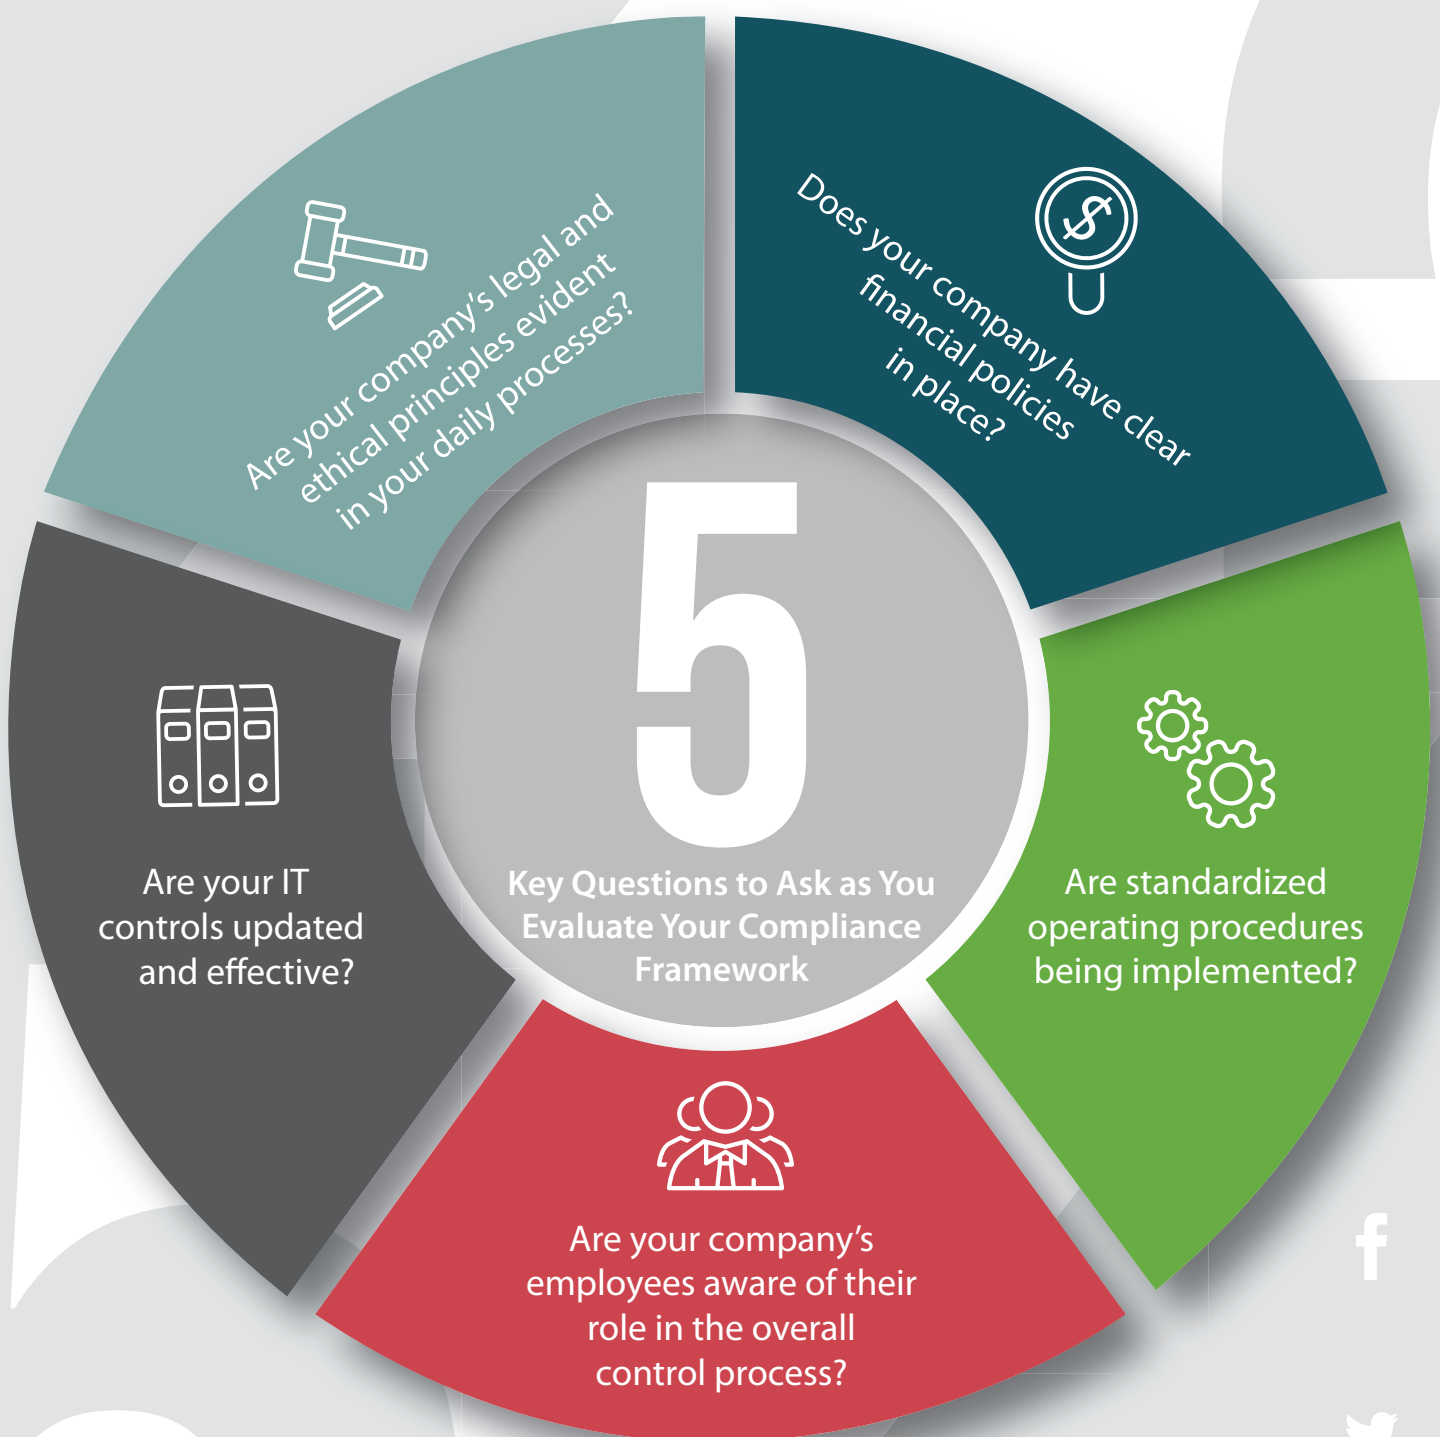 Are your company’s legal and
ethical principles evident
in your daily processes?
Does your company have clear
financial policies
in place?
5
Key Questions to Ask as You
Evaluate Your Compliance
Framework
Are your IT
controls updated
and effective?
Are standardized
operating procedures
being implemented?
Are your company’s
employees aware of their
role in the overall
control process?